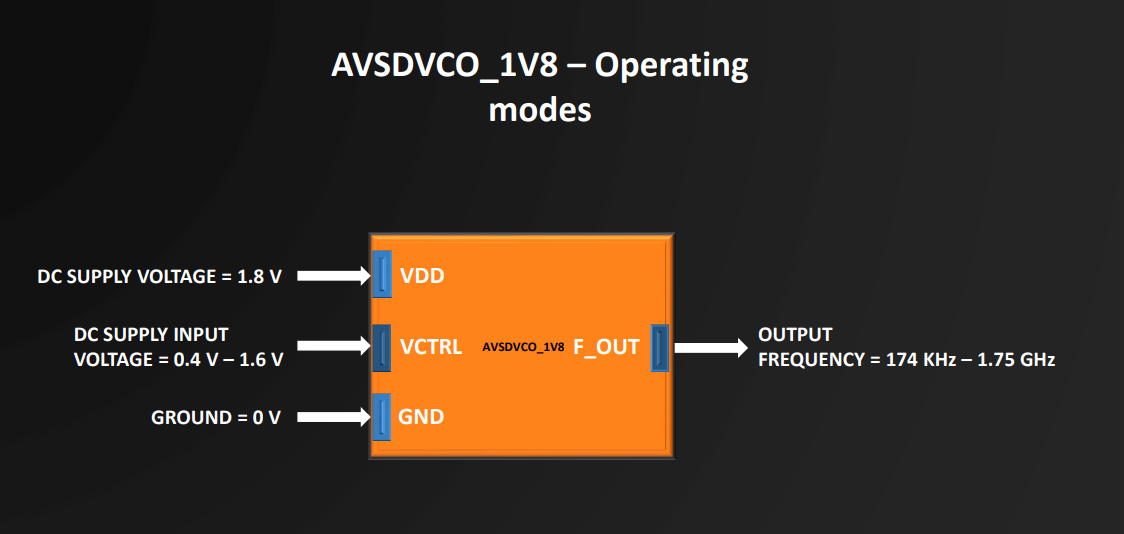 AVSDVCO_1V8 – Operating
modes
DC SUPPLY VOLTAGE = 1.8 V
VDD
DC SUPPLY INPUT
VOLTAGE = 0.4 V – 1.6 V
VCTRL
AVSDVCO_1V8
F_OUT
OUTPUT
FREQUENCY = 174 KHz – 1.75 GHz
GROUND = 0 V
GND